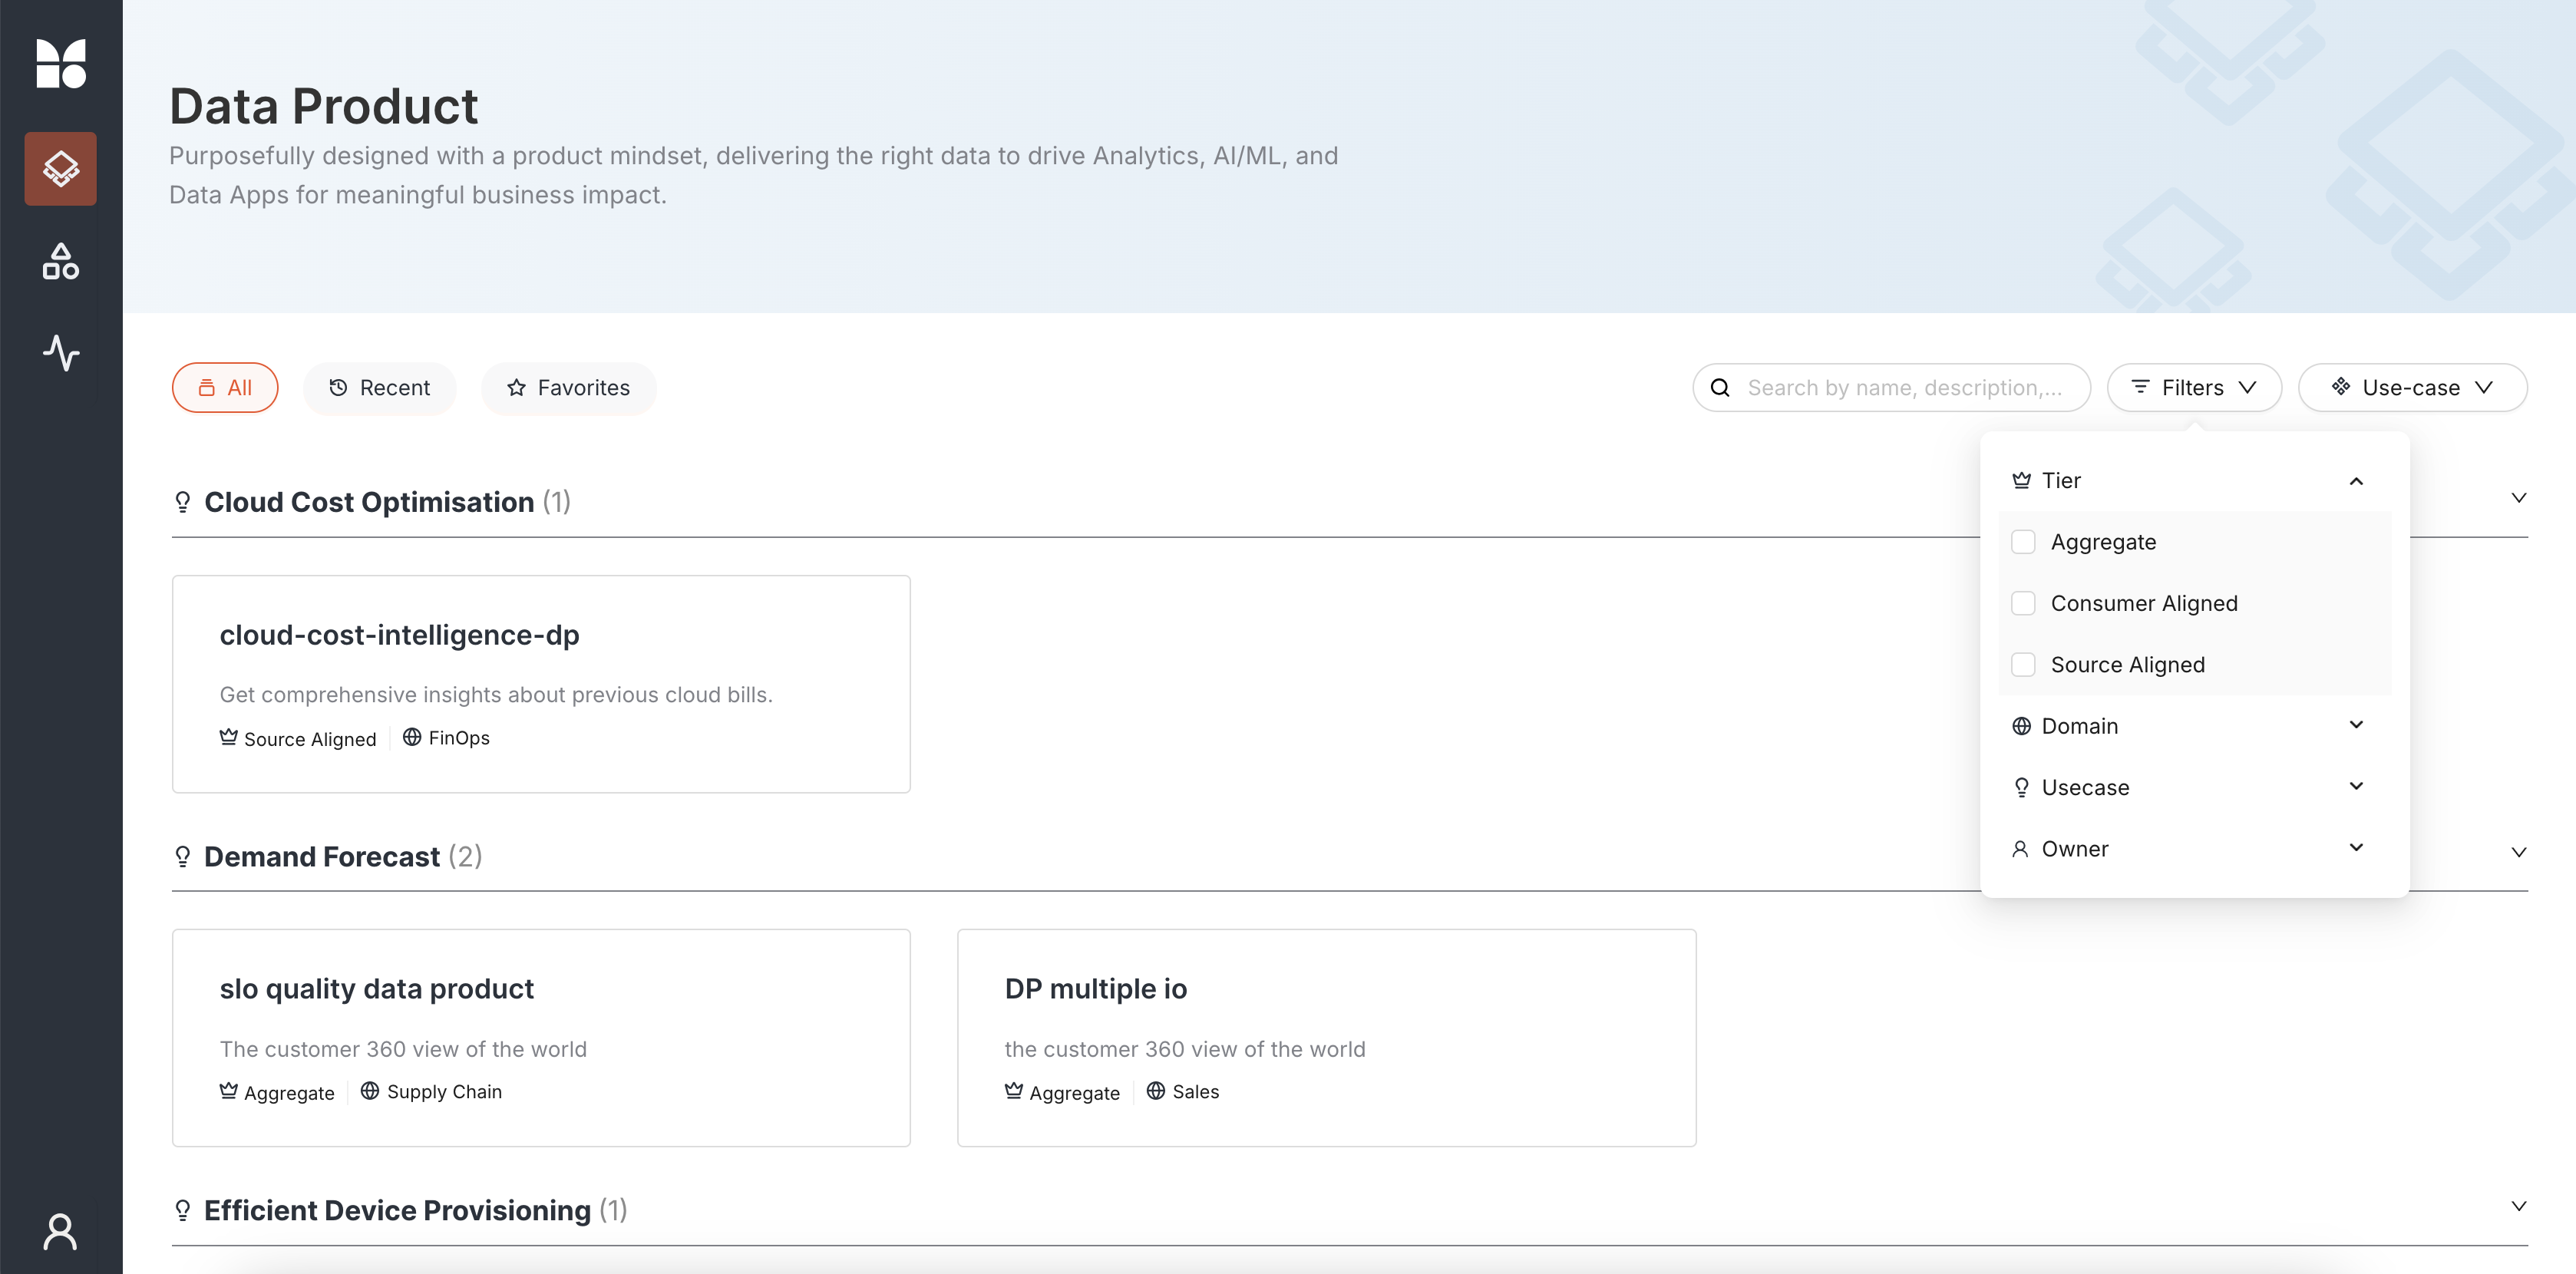 Data Product
Purposefully designed with a product mindset, delivering the right data to drive Analytics, AI/ML, and
Data Apps for meaningful business impact.
All
Recent
Favorites
Search by name, description,...
Filters
Use-case
Tier
Aggregate
Consumer Aligned
Source Aligned
Domain
Usecase
Owner
Cloud Cost Optimisation (1)
cloud-cost-intelligence-dp
Get comprehensive insights about previous cloud bills.
Source Aligned
FinOps
Demand Forecast (2)
slo quality data product
The customer 360 view of the world
Aggregate
Supply Chain
DP multiple io
the customer 360 view of the world
Aggregate
Sales
Efficient Device Provisioning (1)